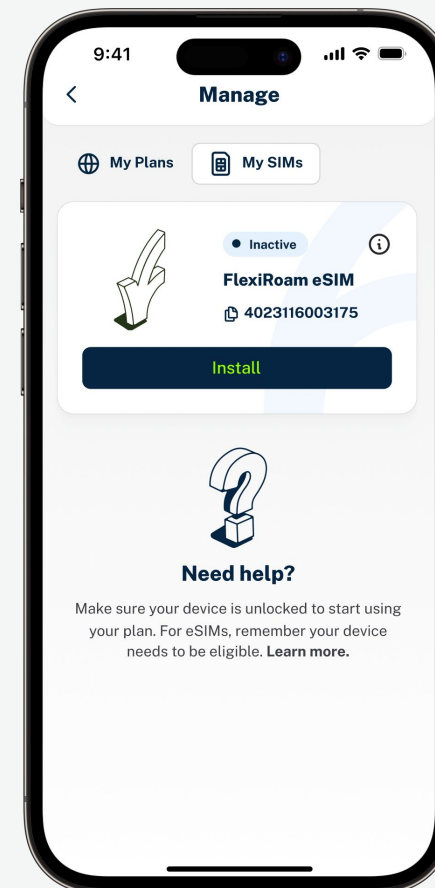 9:41
Manage
My Plans
My SIMs
Inactive
FlexiRoam eSIM
4023116003175
Install
Need help?
Make sure your device is unlocked to start using
your plan. For eSIMs, remember your device
needs to be eligible. Learn more.